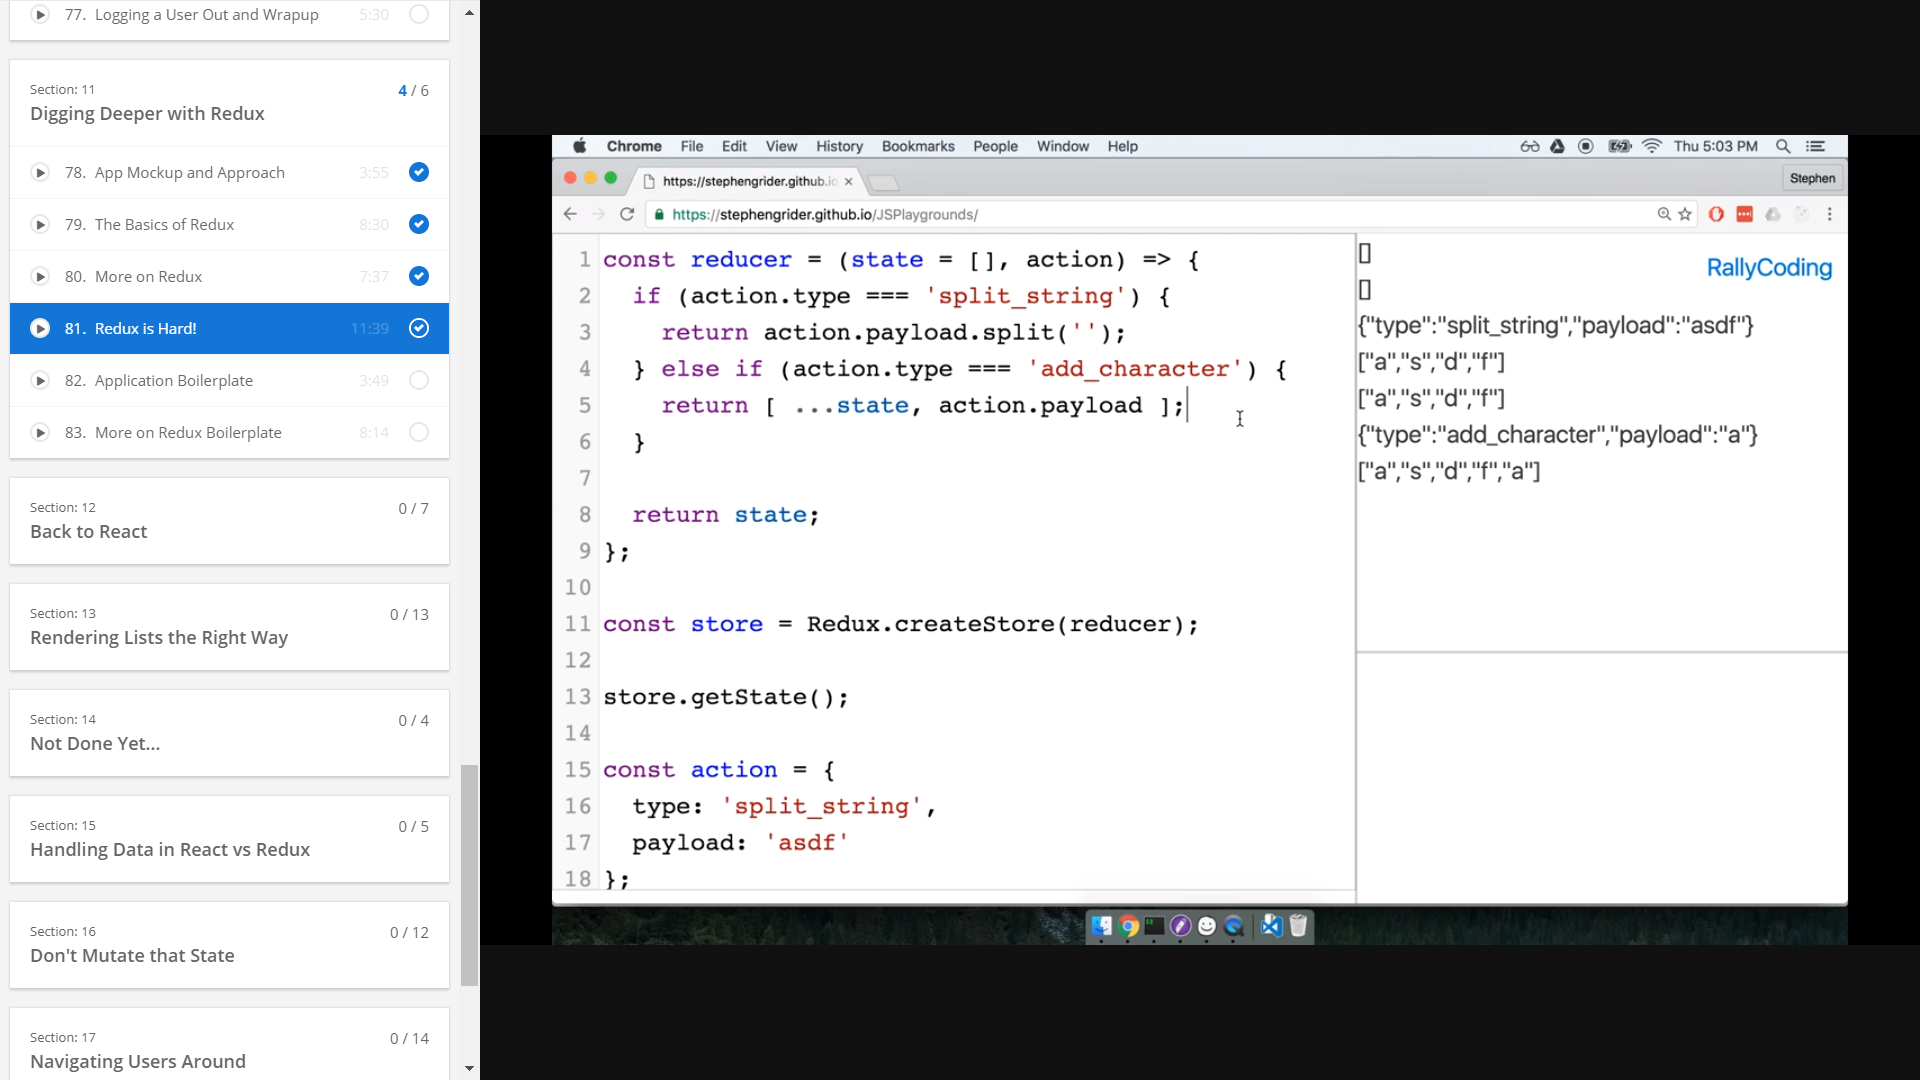 77. Logging a User Out and Wrapup 5:30
Section: 11 4 / 6
Digging Deeper with Redux
78. App Mockup and Approach 3:55
79. The Basics of Redux 8:30
80. More on Redux 7:37
81. Redux is Hard! 11:39
82. Application Boilerplate 3:49
83. More on Redux Boilerplate 8:14
Section: 12 0 / 7
Back to React
Section: 13 0 / 13
Rendering Lists the Right Way
Section: 14 0 / 4
Not Done Yet...
Section: 15 0 / 5
Handling Data in React vs Redux
Section: 16 0 / 12
Don't Mutate that State
Section: 17 0 / 14
Navigating Users Around
Chrome File Edit View History Bookmarks People Window Help Thu 5:03 PM
https://stephengrider.github.io Stephen
https://stephengrider.github.io/JSPlaygrounds/
1 const reducer = (state = [], action) => {
2 if (action.type === 'split_string') {
3 return action.payload.split('');
4 } else if (action.type === 'add_character') {
5 return [ ...state, action.payload ];
6 }
7
8 return state;
9 };
10
11 const store = Redux.createStore(reducer);
12
13 store.getState();
14
15 const action = {
16 type: 'split_string',
17 payload: 'asdf'
18 };
[]
RallyCoding
[]
{"type":"split_string","payload":"asdf"}
["a","s","d","f"]
["a","s","d","f"]
{"type":"add_character","payload":"a"}
["a","s","d","f","a"]